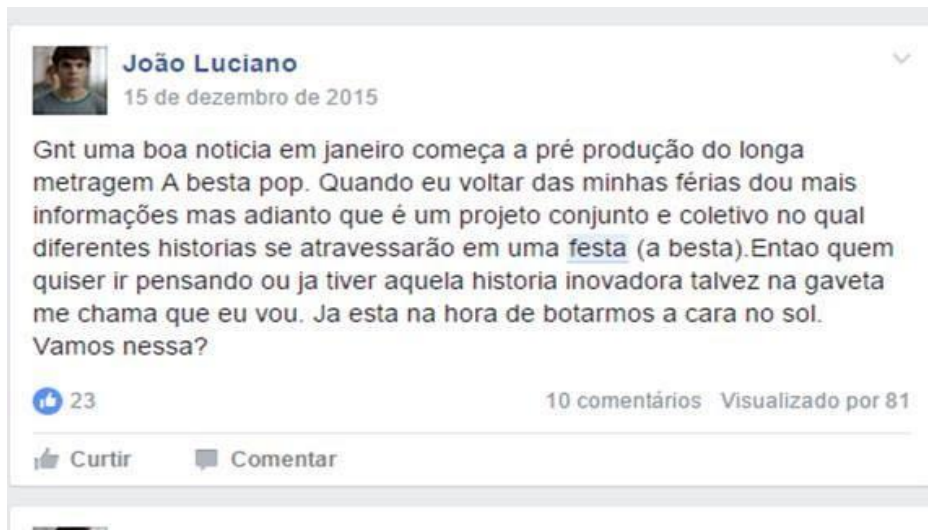 João Luciano
15 de dezembro de 2015
Gnt uma boa noticia em janeiro começa a pré produção do longa
metragem A besta pop. Quando eu voltar das minhas férias dou mais
informações mas adianto que é um projeto conjunto e coletivo no qual
diferentes historias se atravessarão em uma festa (a besta).Entao quem
quiser ir pensando ou ja tiver aquela historia inovadora talvez na gaveta
me chama que eu vou. Ja esta na hora de botarmos a cara no sol.
Vamos nessa?
23 10 comentários Visualizado por 81
Curtir Comentar